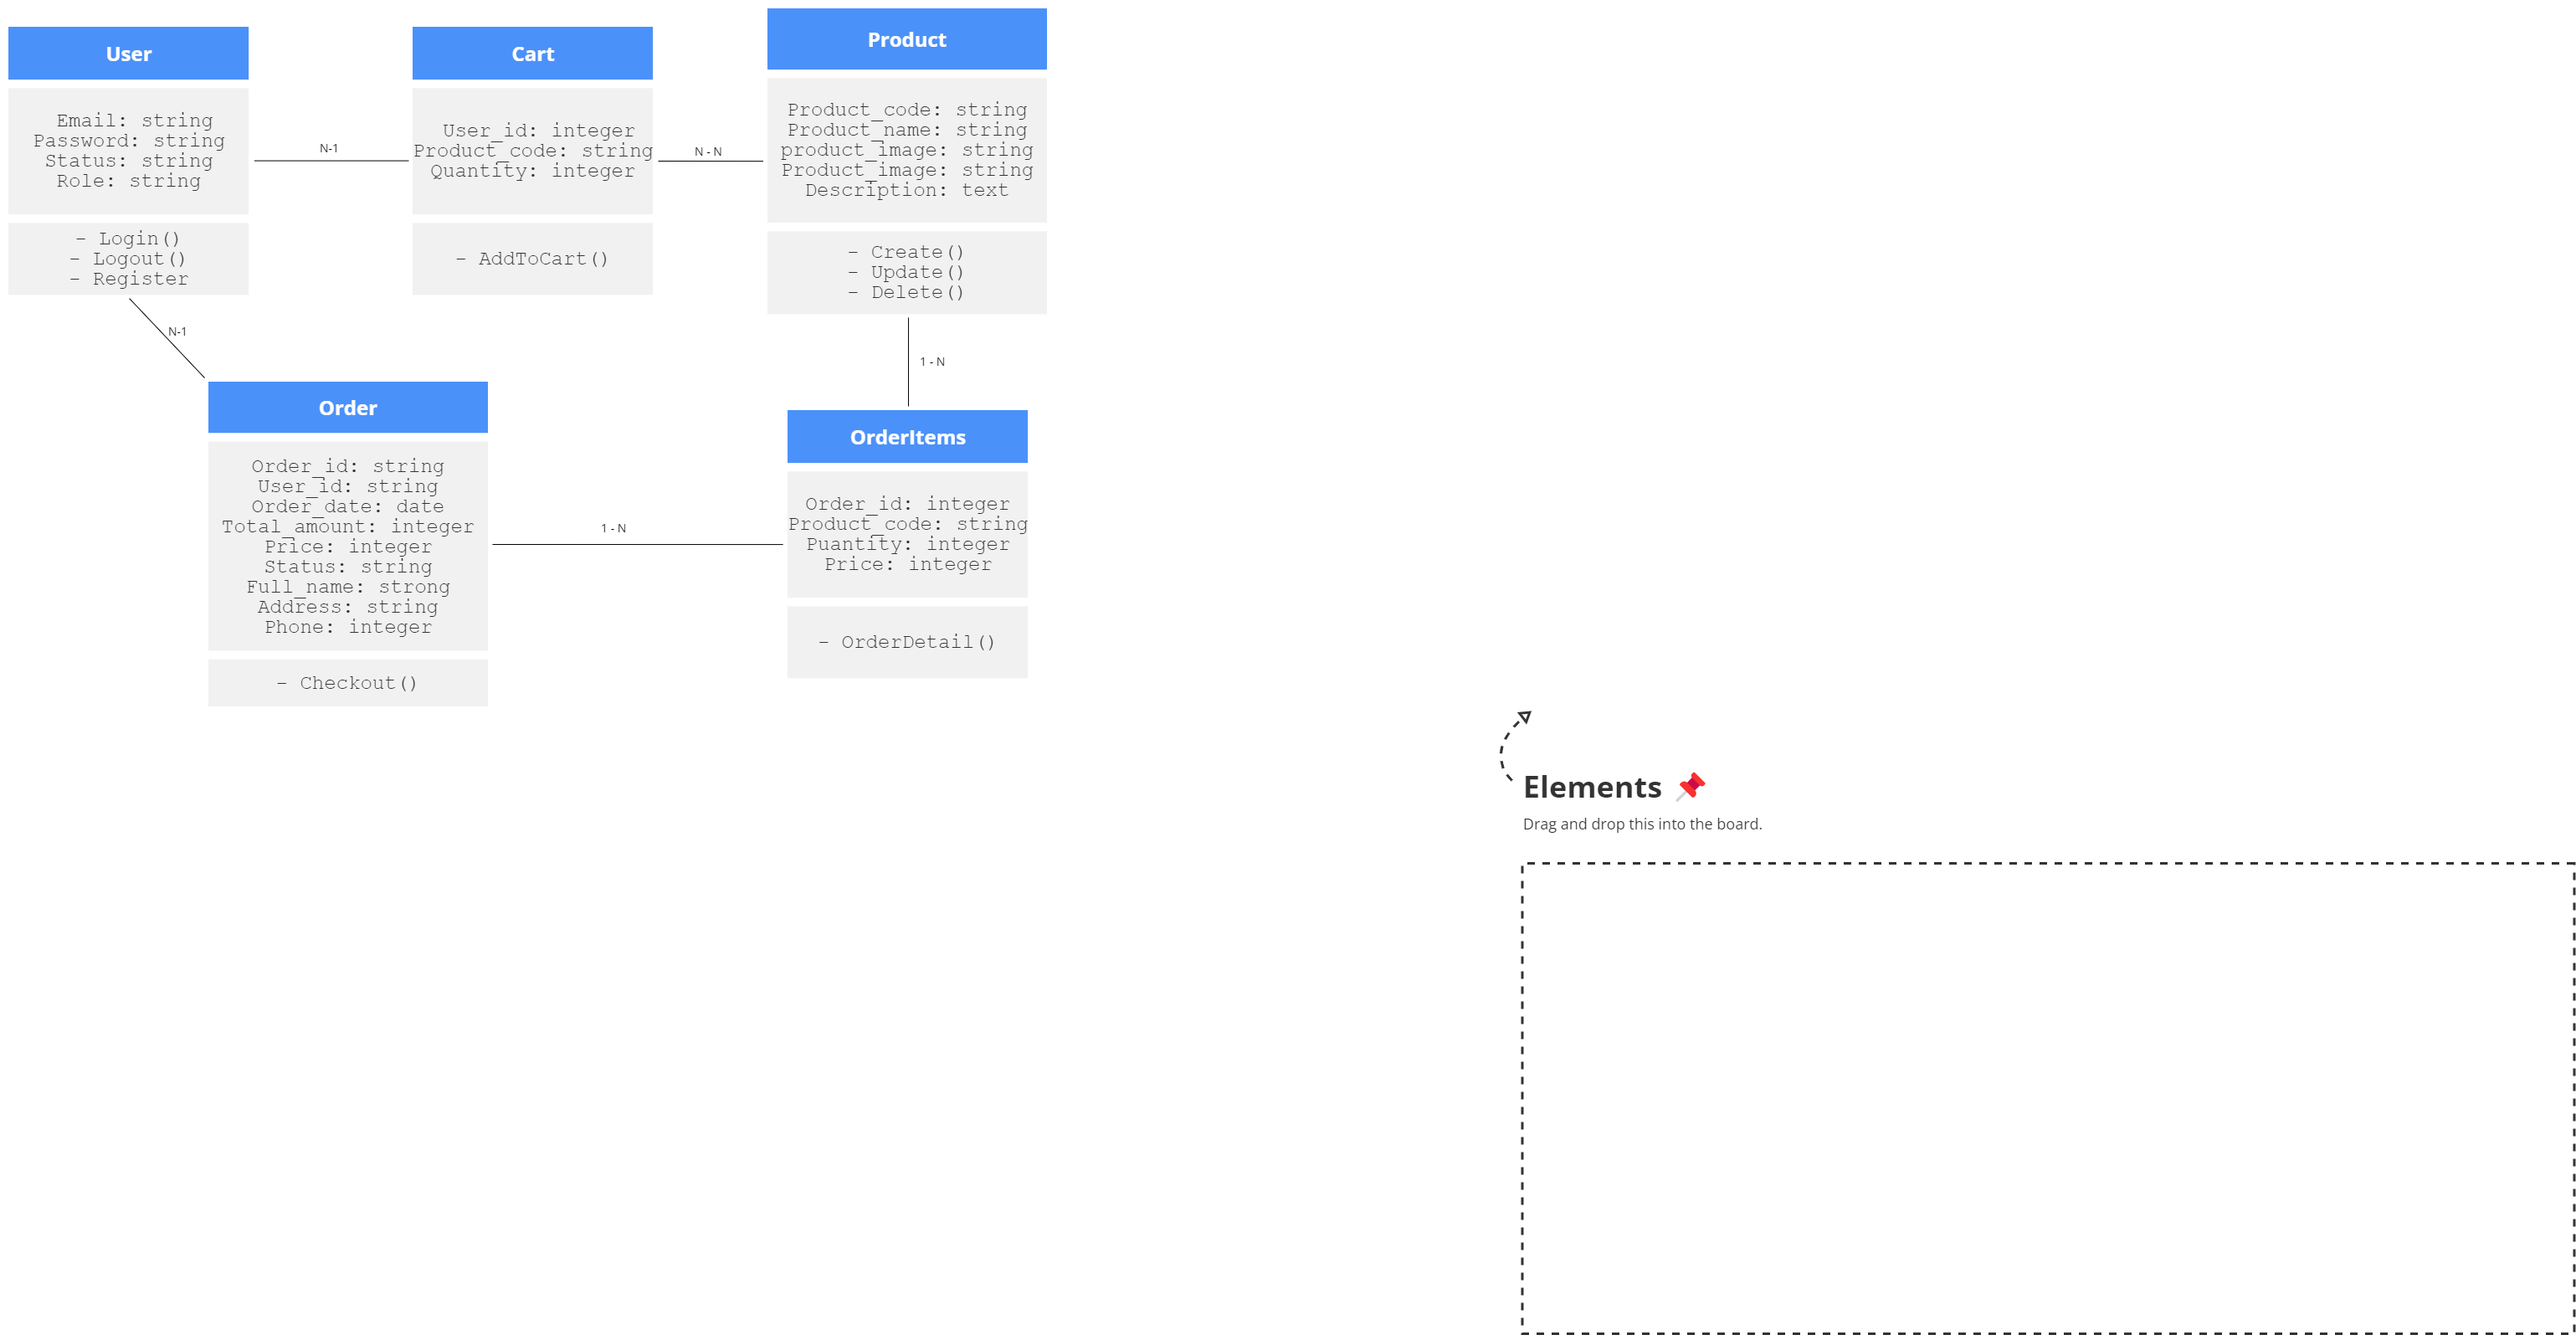 User
Email: string
Password: string
Status: string
Role: string
- Login()
- Logout()
- Register
N-1
Cart
User_id: integer
Product_code: string
Quantity: integer
- AddToCart()
N - N
Product
Product_code: string
Product_name: string
product_image: string
Product_image: string
Description: text
- Create()
- Update()
- Delete()
N-1
1 - N
Order
Order_id: string
User_id: string
Order_date: date
Total_amount: integer
Price: integer
Status: string
Full_name: strong
Address: string
Phone: integer
- Checkout()
1 - N
OrderItems
Order_id: integer
Product_code: string
Puantity: integer
Price: integer
- OrderDetail()
Elements
Drag and drop this into the board.